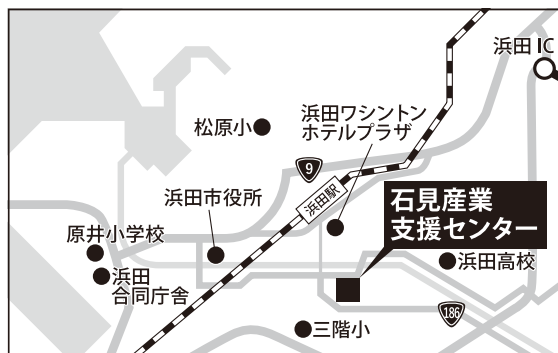 浜田 IC
松原小
浜田ワシントン
ホテルプラザ
9
浜田駅
浜田市役所
石見産業
支援センター
原井小学校
浜田
合同庁舎
浜田高校
186
三階小